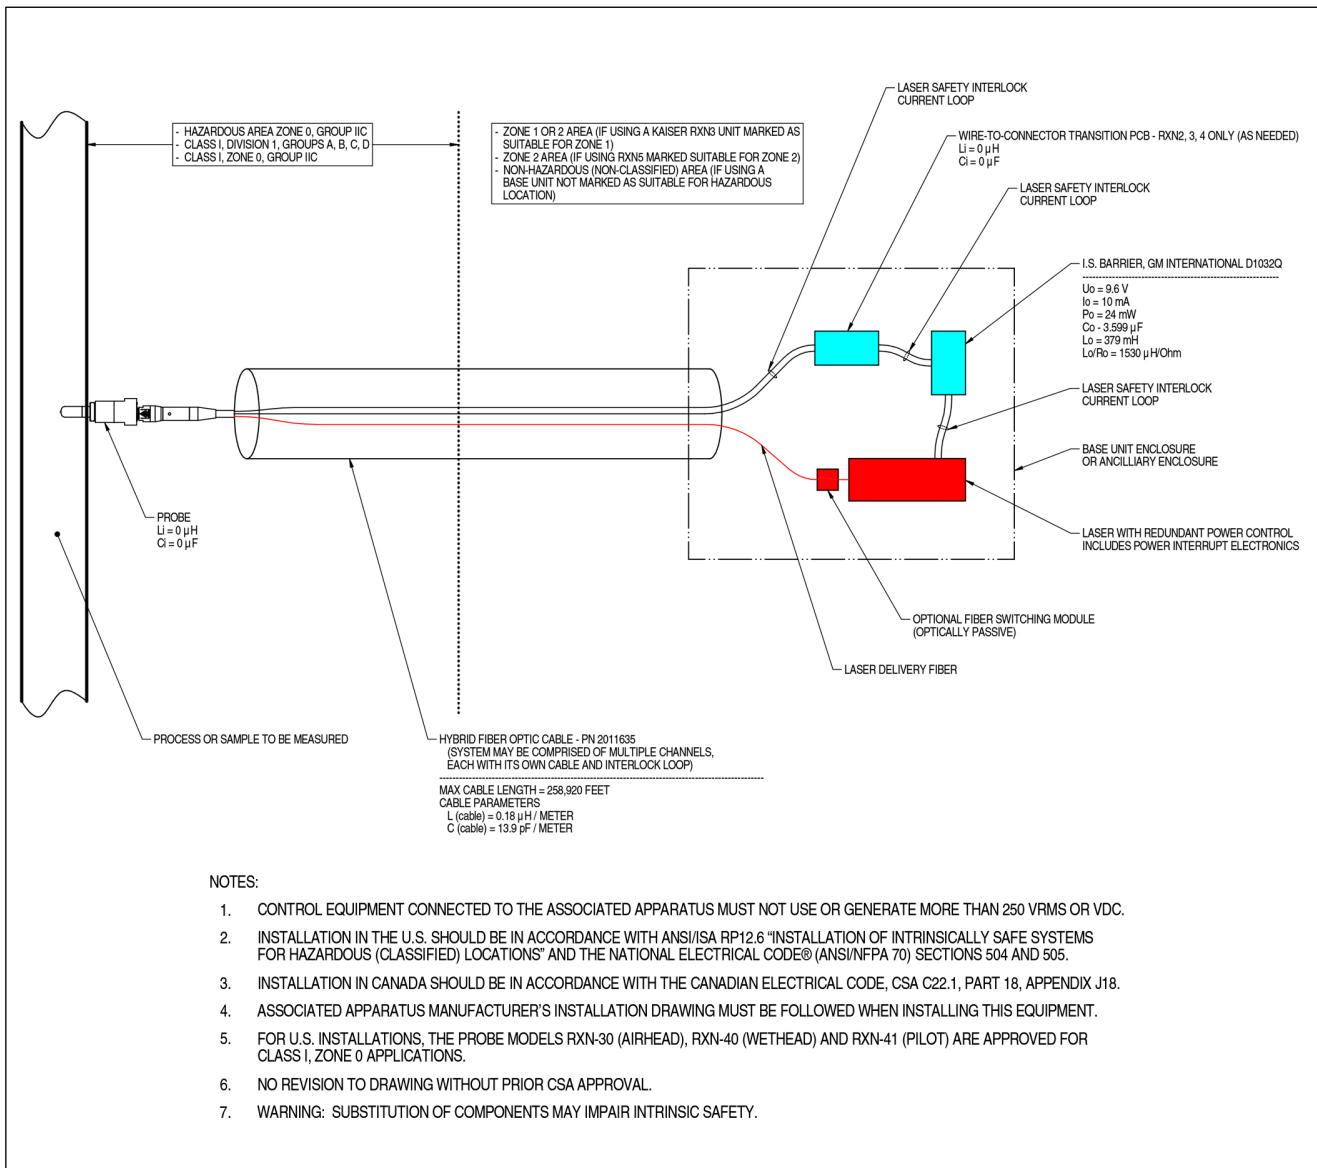 - HAZARDOUS AREA ZONE 0, GROUP IIC
- CLASS I, DIVISION 1, GROUPS A, B, C, D
- CLASS I, ZONE 0, GROUP IIC
- ZONE 1 OR 2 AREA (IF USING A KAISER RXN3 UNIT MARKED AS
SUITABLE FOR ZONE 1)
- ZONE 2 AREA (IF USING RXN5 MARKED SUITABLE FOR ZONE 2)
- NON-HAZARDOUS (NON-CLASSIFIED) AREA (IF USING A
BASE UNIT NOT MARKED AS SUITABLE FOR HAZARDOUS
LOCATION)
LASER SAFETY INTERLOCK
CURRENT LOOP
WIRE-TO-CONNECTOR TRANSITION PCB - RXN2, 3, 4 ONLY (AS NEEDED)
Li = 0 µH
Ci = 0 µF
LASER SAFETY INTERLOCK
CURRENT LOOP
I.S. BARRIER, GM INTERNATIONAL D1032Q
Uo = 9.6 V
Io = 10 mA
Po = 24 mW
Co - 3.599 µF
Lo = 379 mH
Lo/Ro = 1530 µH/Ohm
LASER SAFETY INTERLOCK
CURRENT LOOP
BASE UNIT ENCLOSURE
OR ANCILLIARY ENCLOSURE
PROBE
Li = 0 µH
Ci = 0 µF
LASER WITH REDUNDANT POWER CONTROL
INCLUDES POWER INTERRUPT ELECTRONICS
OPTIONAL FIBER SWITCHING MODULE
(OPTICALLY PASSIVE)
LASER DELIVERY FIBER
PROCESS OR SAMPLE TO BE MEASURED
HYBRID FIBER OPTIC CABLE - PN 2011635
(SYSTEM MAY BE COMPRISED OF MULTIPLE CHANNELS,
EACH WITH ITS OWN CABLE AND INTERLOCK LOOP)
MAX CABLE LENGTH = 258,920 FEET
CABLE PARAMETERS
L (cable) = 0.18 µH / METER
C (cable) = 13.9 pF / METER
NOTES:
1. CONTROL EQUIPMENT CONNECTED TO THE ASSOCIATED APPARATUS MUST NOT USE OR GENERATE MORE THAN 250 VRMS OR VDC.
2. INSTALLATION IN THE U.S. SHOULD BE IN ACCORDANCE WITH ANSI/ISA RP12.6 “INSTALLATION OF INTRINSICALLY SAFE SYSTEMS
FOR HAZARDOUS (CLASSIFIED) LOCATIONS” AND THE NATIONAL ELECTRICAL CODE® (ANSI/NFPA 70) SECTIONS 504 AND 505.
3. INSTALLATION IN CANADA SHOULD BE IN ACCORDANCE WITH THE CANADIAN ELECTRICAL CODE, CSA C22.1, PART 18, APPENDIX J18.
4. ASSOCIATED APPARATUS MANUFACTURER’S INSTALLATION DRAWING MUST BE FOLLOWED WHEN INSTALLING THIS EQUIPMENT.
5. FOR U.S. INSTALLATIONS, THE PROBE MODELS RXN-30 (AIRHEAD), RXN-40 (WETHEAD) AND RXN-41 (PILOT) ARE APPROVED FOR
CLASS I, ZONE 0 APPLICATIONS.
6. NO REVISION TO DRAWING WITHOUT PRIOR CSA APPROVAL.
7. WARNING: SUBSTITUTION OF COMPONENTS MAY IMPAIR INTRINSIC SAFETY.